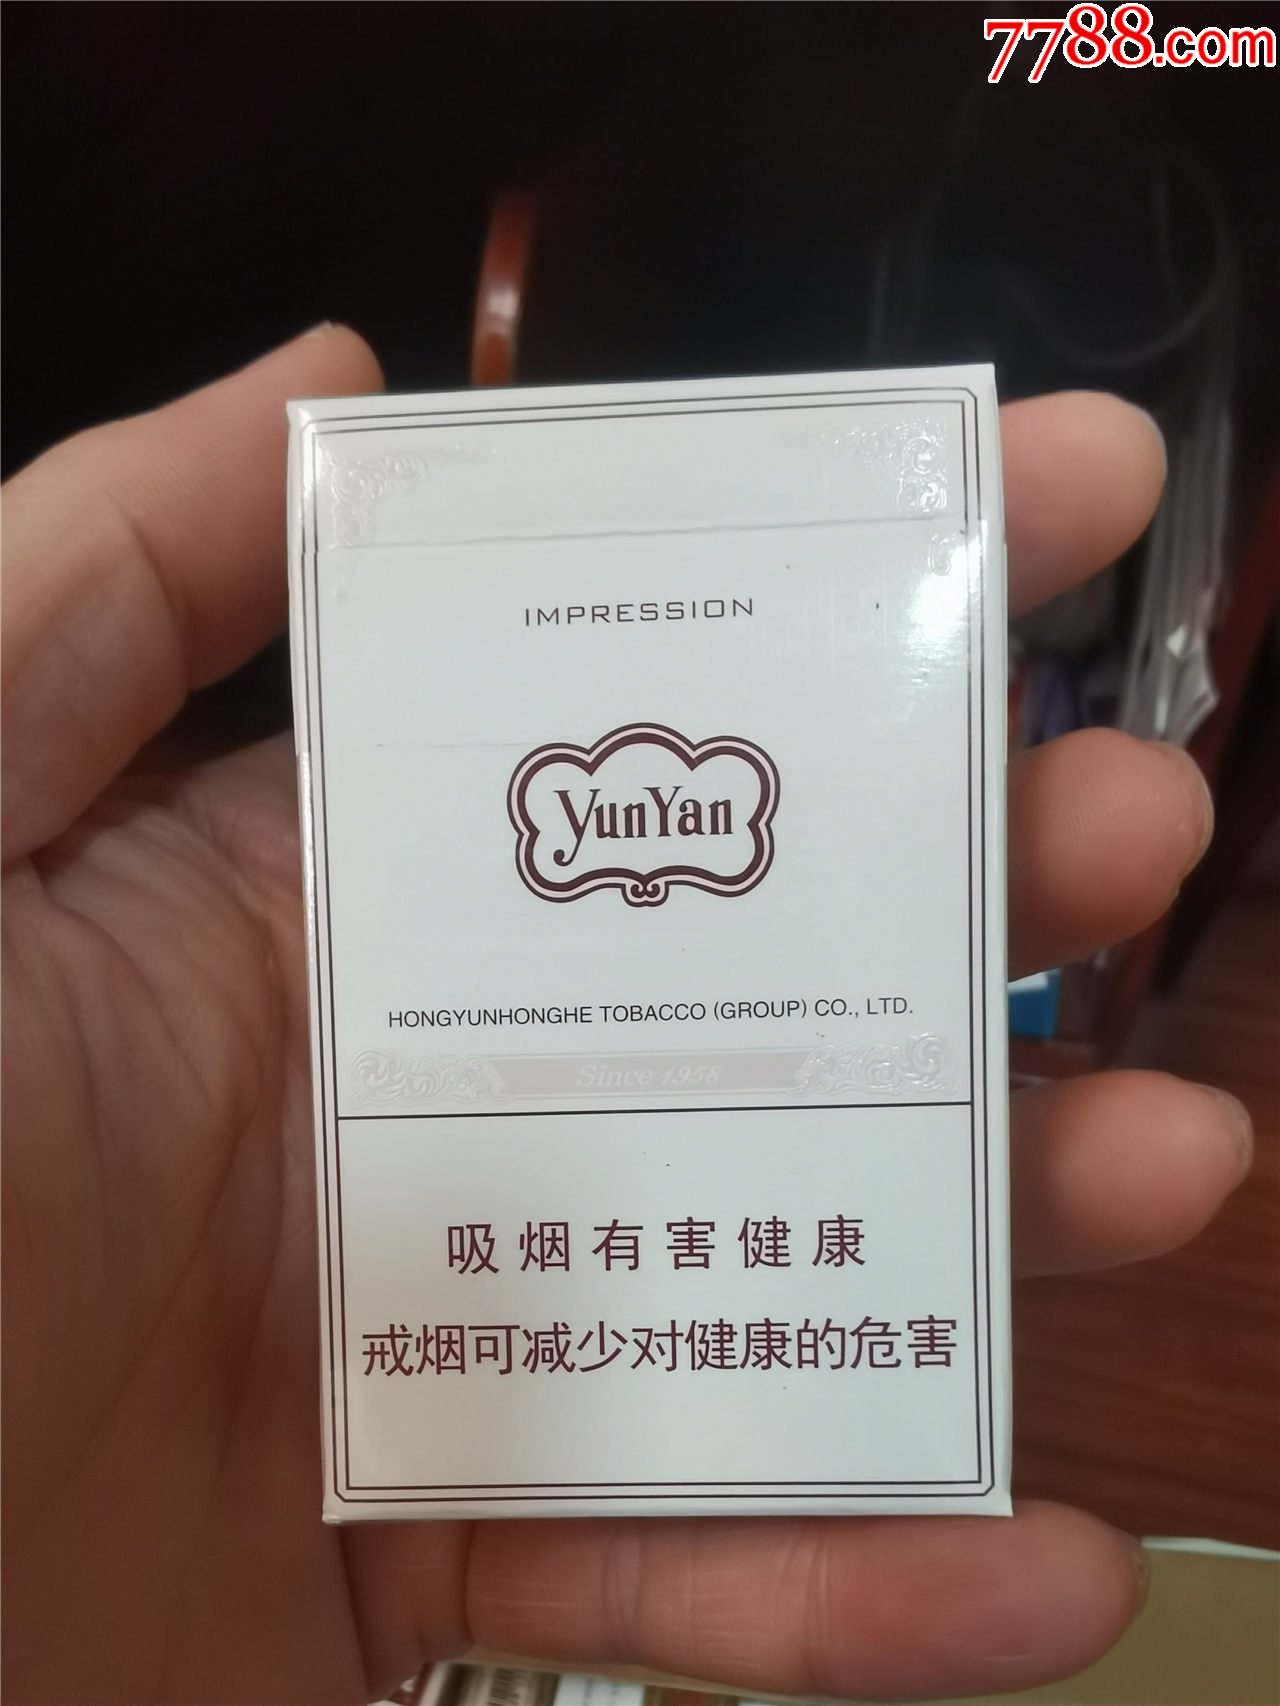 7788.com
IMPRESSION
YunYan
HONGYUNHONGHE TOBACCO (GROUP) CO., LTD.
Since 1958
吸烟有害健康
戒烟可减少对健康的危害